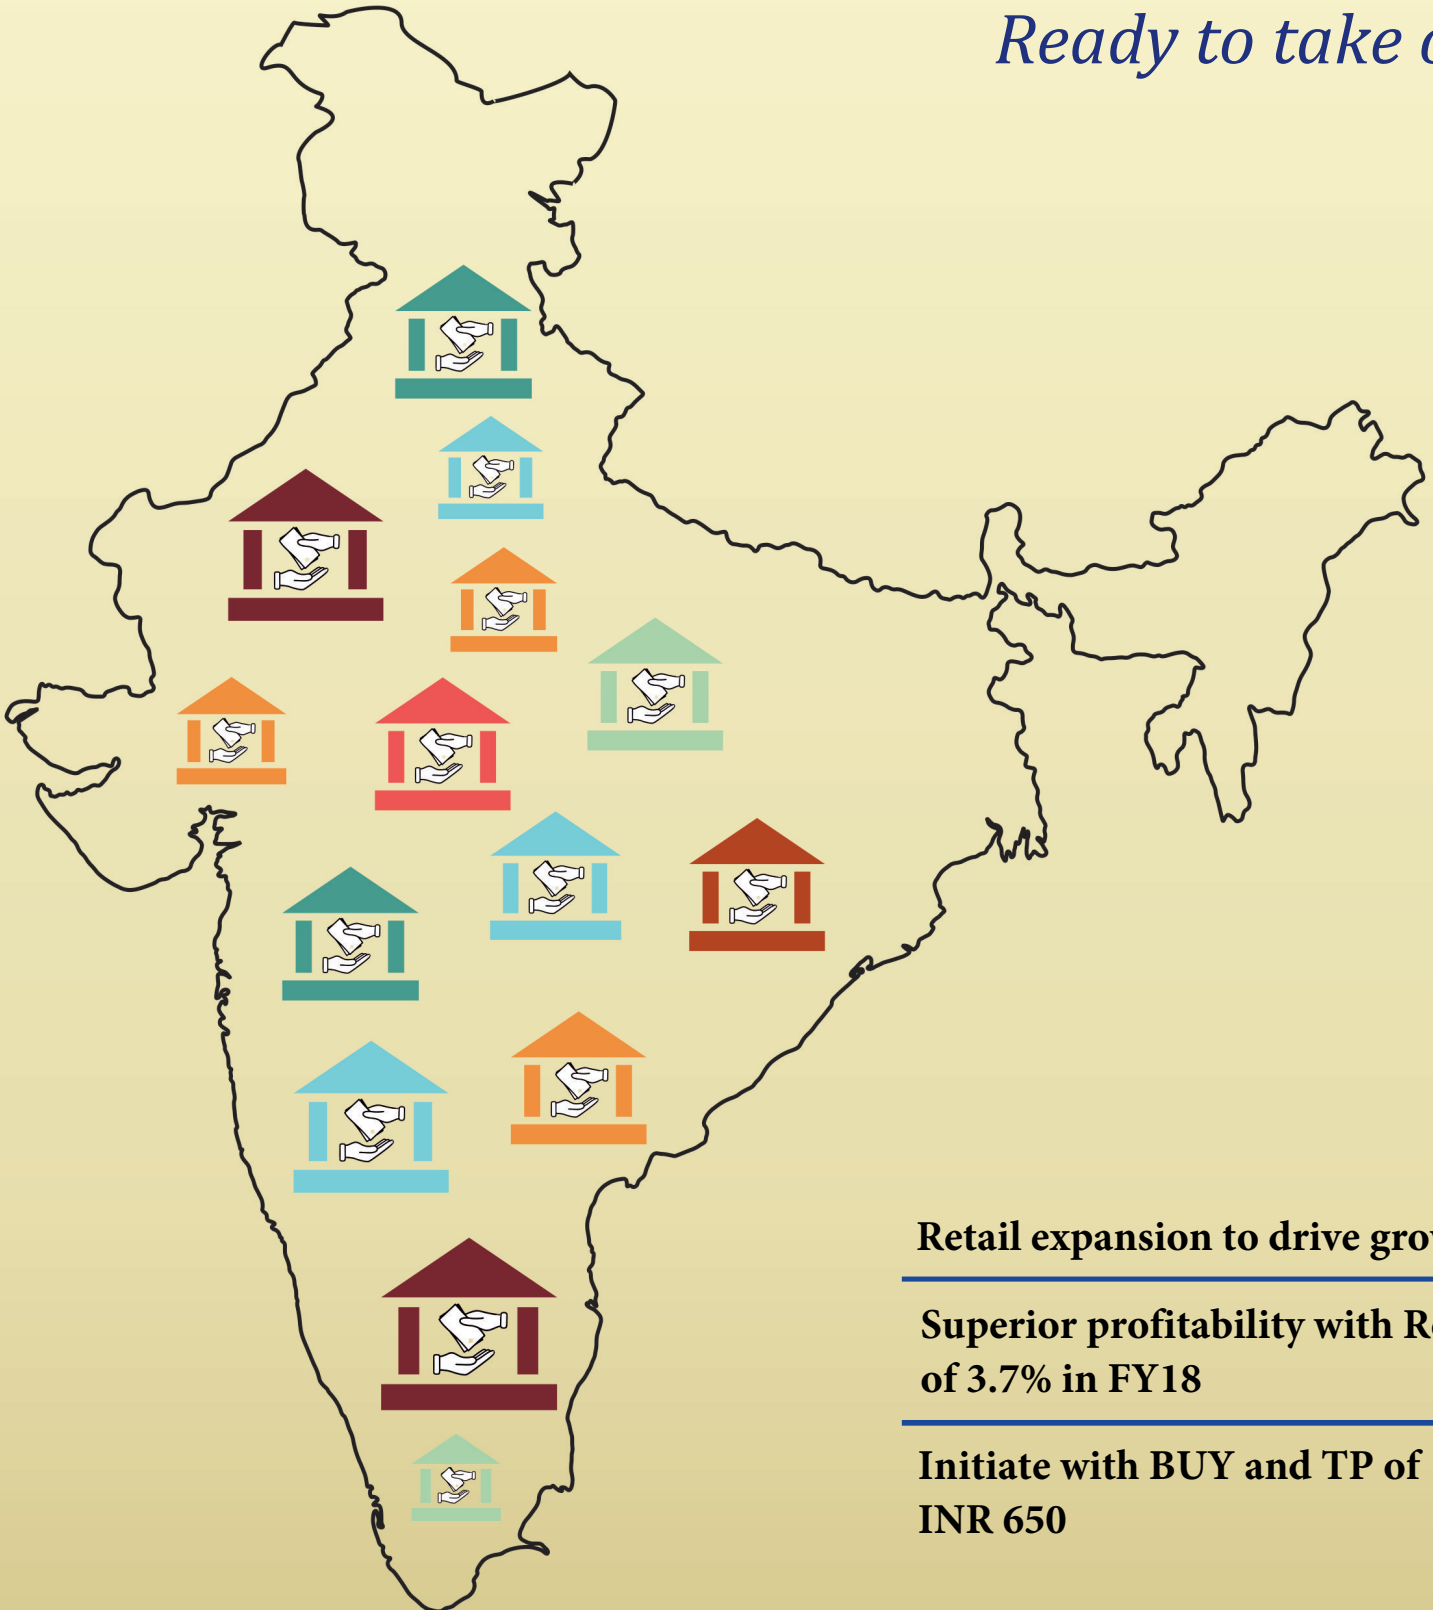 Ready to take
Retail expansion to drive
Superior profitability with
of 3.7% in FY18
Initiate with BUY and TP of
INR 650